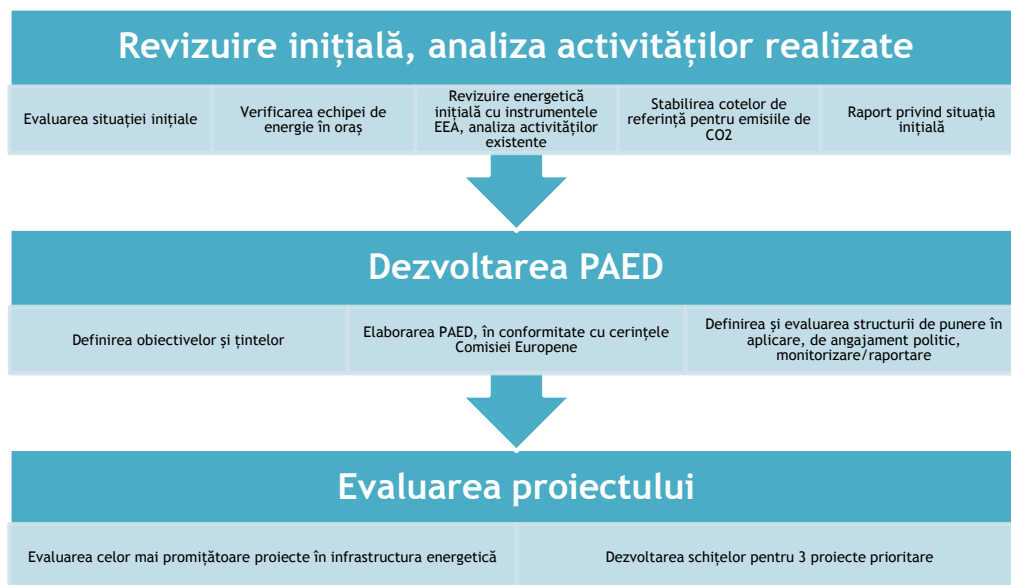 Revizuire inițială, analiza activităților realizate
Evaluarea situației inițiale
Verificarea echipei de
energie în oraș
Revizuire energetică
inițială cu instrumentele
EEA, analiza activităților
existente
Stabilirea cotelor de
referință pentru emisiile de
CO2
Raport privind situația
inițială
Dezvoltarea PAED
Definirea obiectivelor și țintelor
Elaborarea PAED, în conformitate cu cerințele
Comisiei Europene
Definirea și evaluarea structurii de punere în
aplicare, de angajament politic,
monitorizare/raportare
Evaluarea proiectului
Evaluarea celor mai promițătoare proiecte în infrastructura energetică
Dezvoltarea schițelor pentru 3 proiecte prioritare